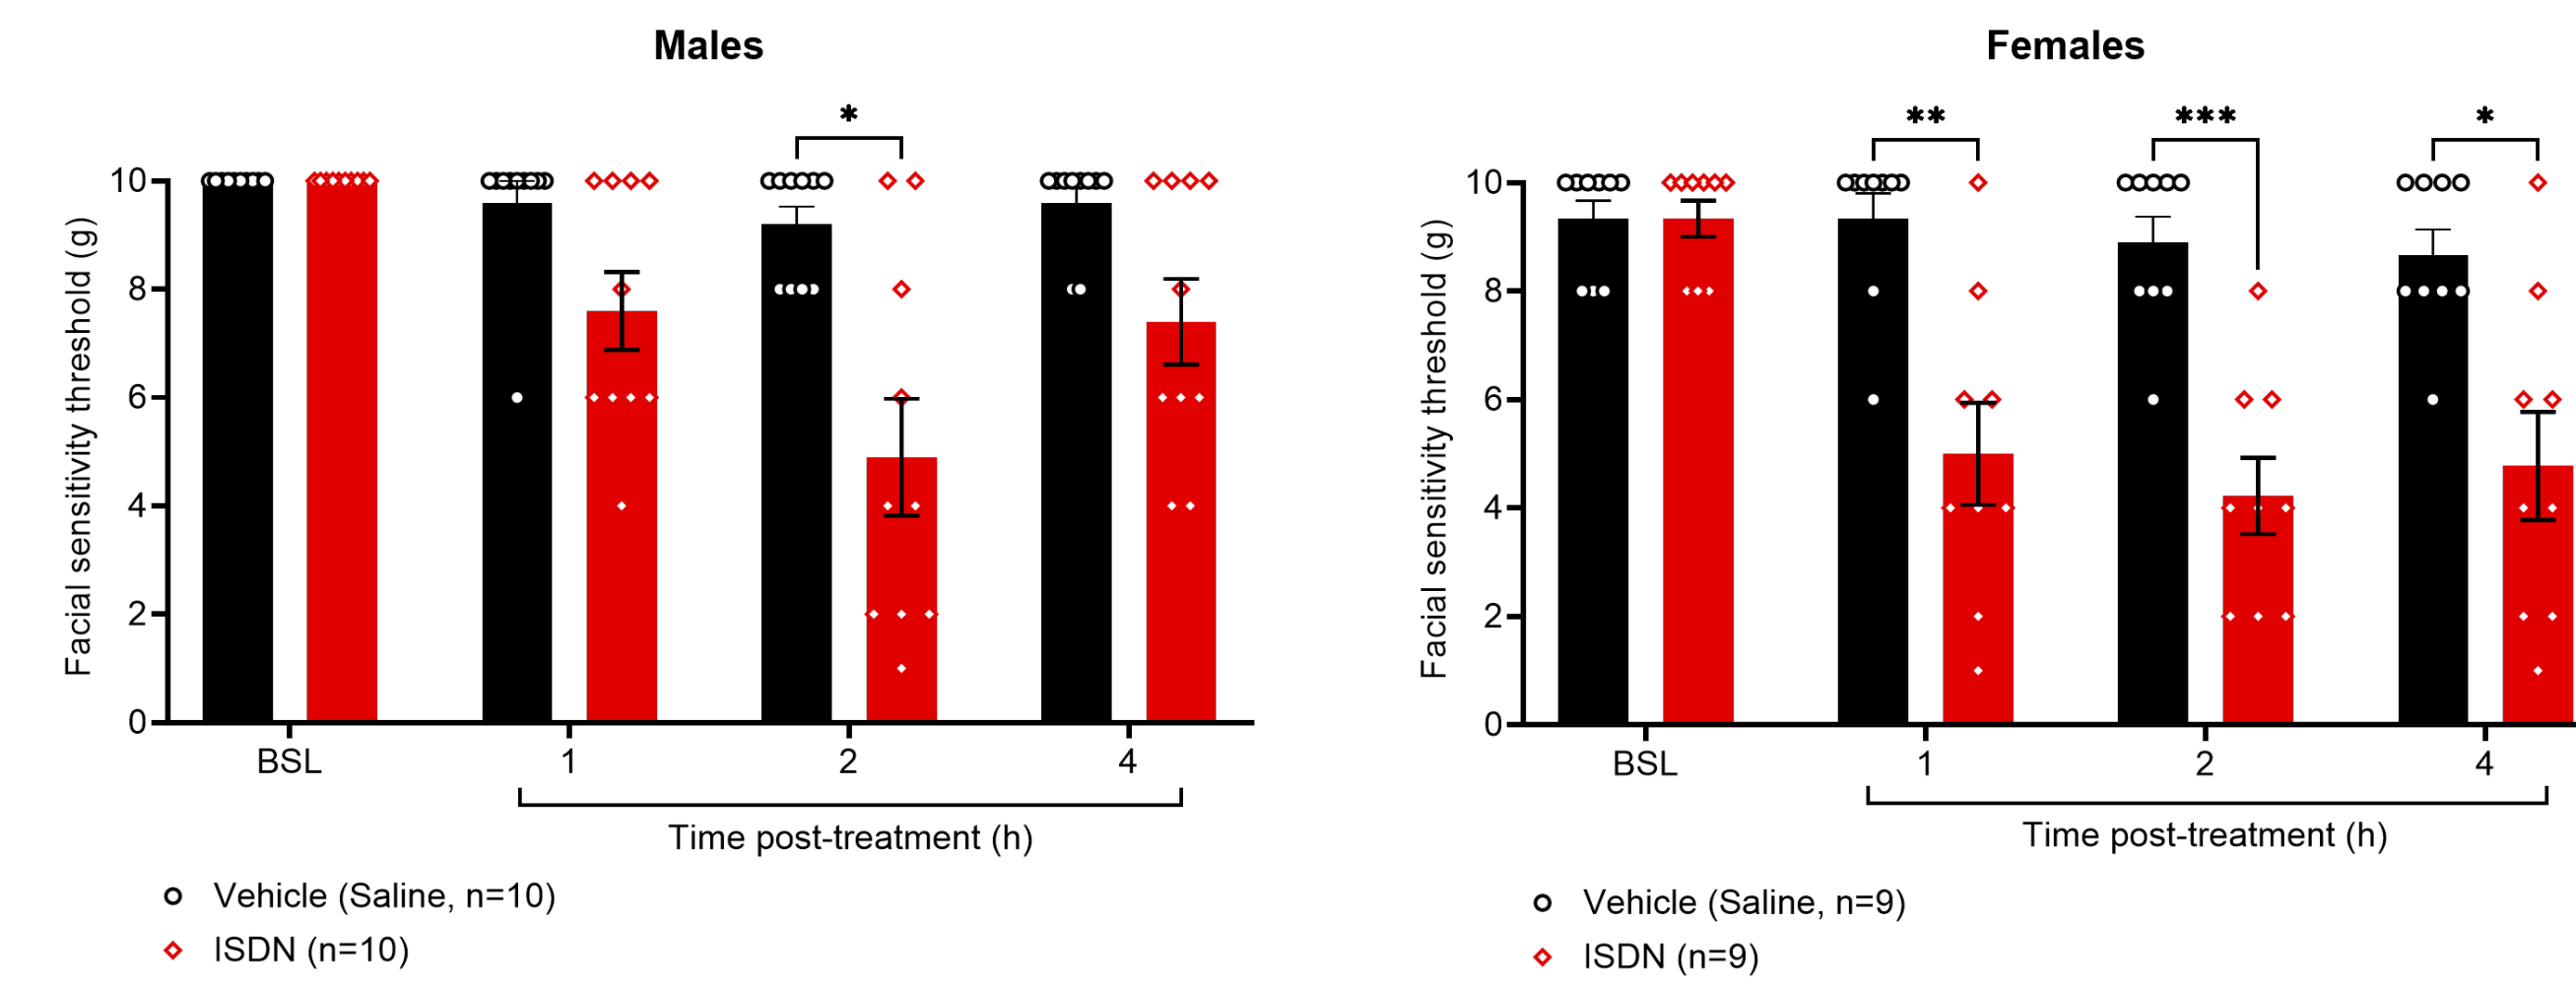 Males
*
10
8
6
4
2
0
Facial sensitivity threshold (g)
BSL 1 2 4
Time post-treatment (h)
Vehicle (Saline, n=10)
ISDN (n=10)
Females
** *** *
10
8
6
4
2
0
Facial sensitivity threshold (g)
BSL 1 2 4
Time post-treatment (h)
Vehicle (Saline, n=9)
ISDN (n=9)